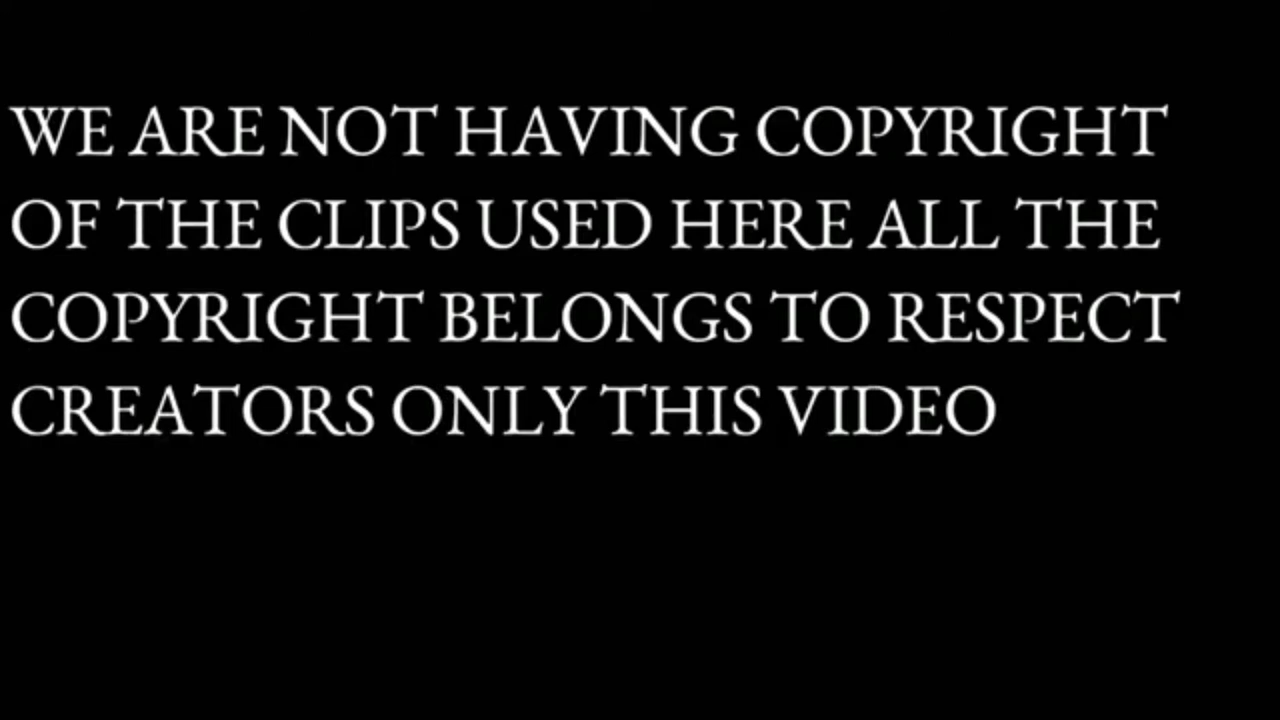 WE ARE NOT HAVING COPYRIGHT
OF THE CLIPS USED HERE ALL THE
COPYRIGHT BELONGS TO RESPECT
CREATORS ONLY THIS VIDEO